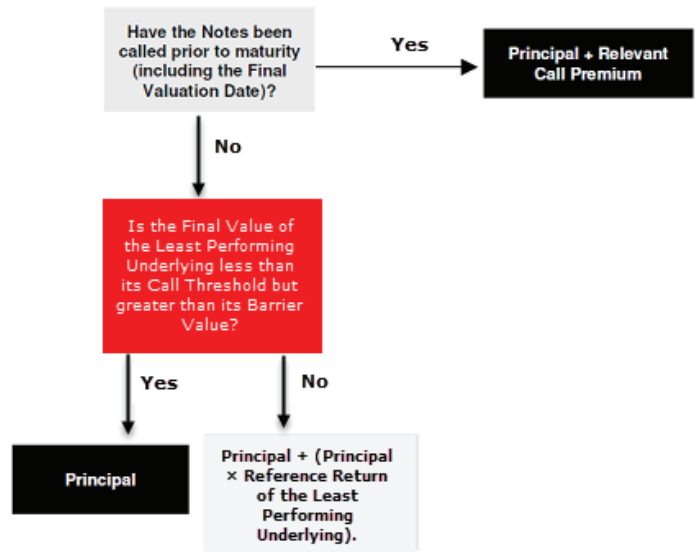 Have the Notes been
called prior to maturity
(including the Final
Valuation Date)?
Yes
Principal + Relevant
Call Premium
No
Is the Final Value of
the Least Performing
Underlying less than
its Call Threshold but
greater than its Barrier
Value?
Yes
No
Principal
Principal + (Principal
× Reference Return
of the Least
Performing
Underlying).